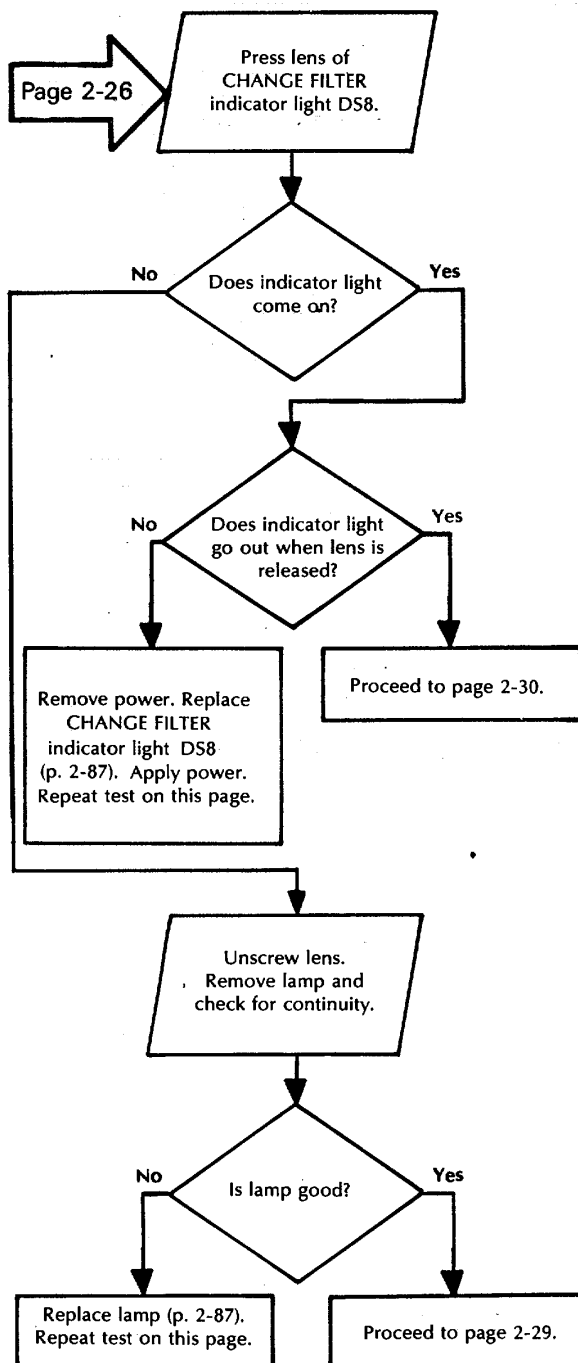 Page 2-26
Press lens of
CHANGE FILTER
indicator light DS8.
No
Yes
Does indicator light
come on?
No
Yes
Does indicator light
go out when lens is
released?
Remove power. Replace
CHANGE FILTER
indicator light DS8
(p. 2-87). Apply power.
Repeat test on this page.
Proceed to page 2-30.
Unscrew lens.
Remove lamp and
check for continuity.
No
Yes
Is lamp good?
Replace lamp (p. 2-87).
Repeat test on this page.
Proceed to page 2-29.